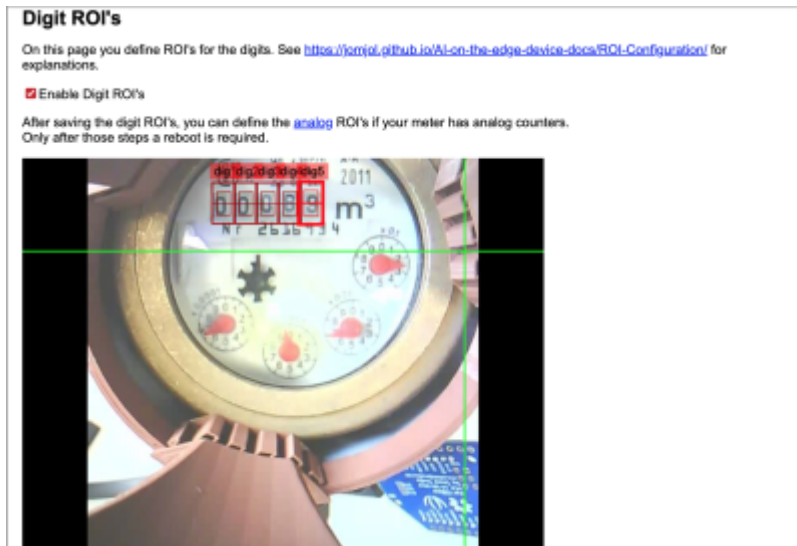 Digit ROI's
On this page you define ROI's for the digits. See https://jomjol.github.io/AI-on-the-edge-device-docs/ROI-Configuration/ for
explanations.
Enable Digit ROI's
After saving the digit ROI's, you can define the analog ROI's if your meter has analog counters.
Only after those steps a reboot is required.
dig5
2011
m³
Nr